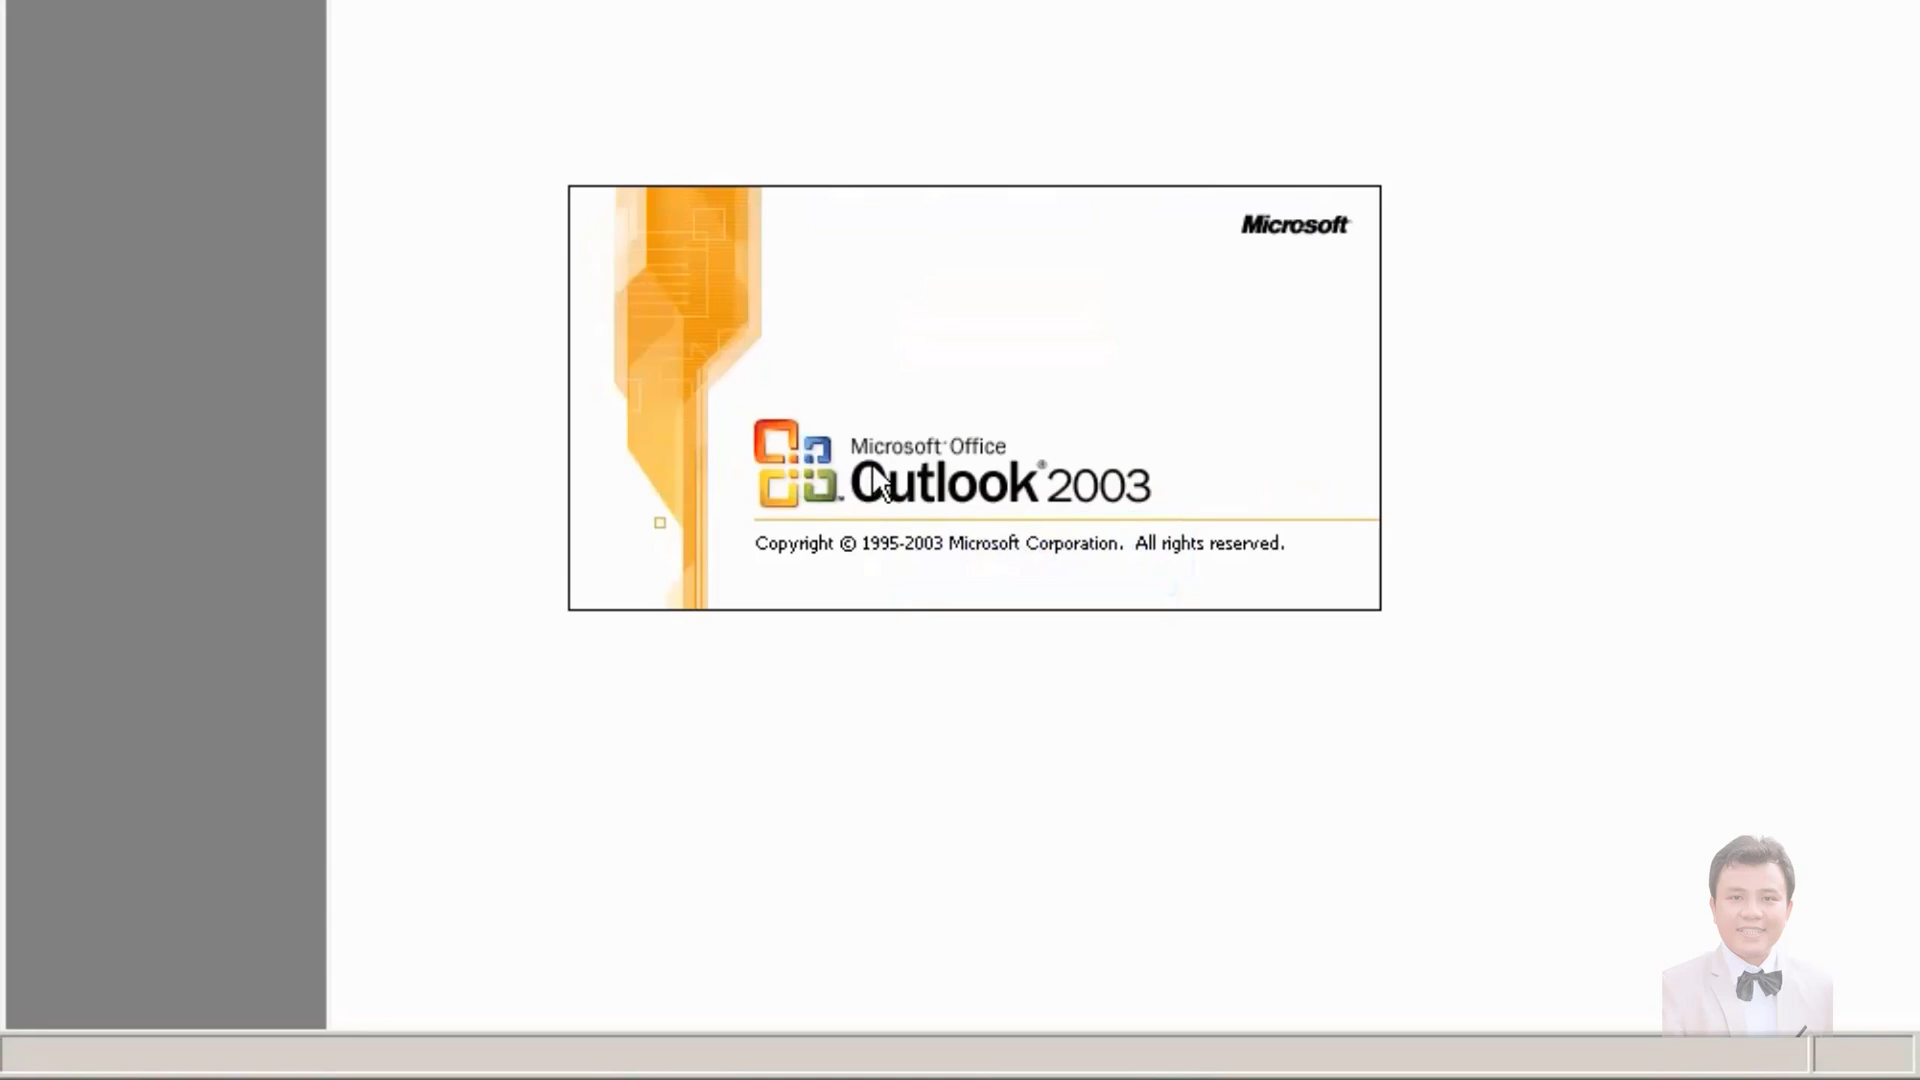 Microsoft
Microsoft Office
Outlook® 2003
Copyright © 1995-2003 Microsoft Corporation.  All rights reserved.